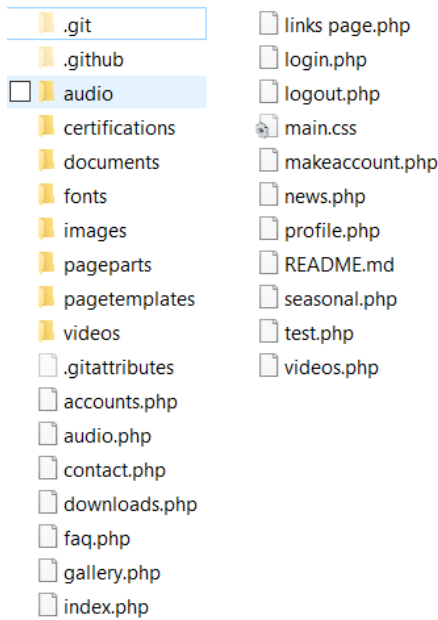 .git
.github
audio
certifications
documents
fonts
images
pageparts
pagetemplates
videos
.gitattributes
accounts.php
audio.php
contact.php
downloads.php
faq.php
gallery.php
index.php
links page.php
login.php
logout.php
main.css
makeaccount.php
news.php
profile.php
README.md
seasonal.php
test.php
videos.php